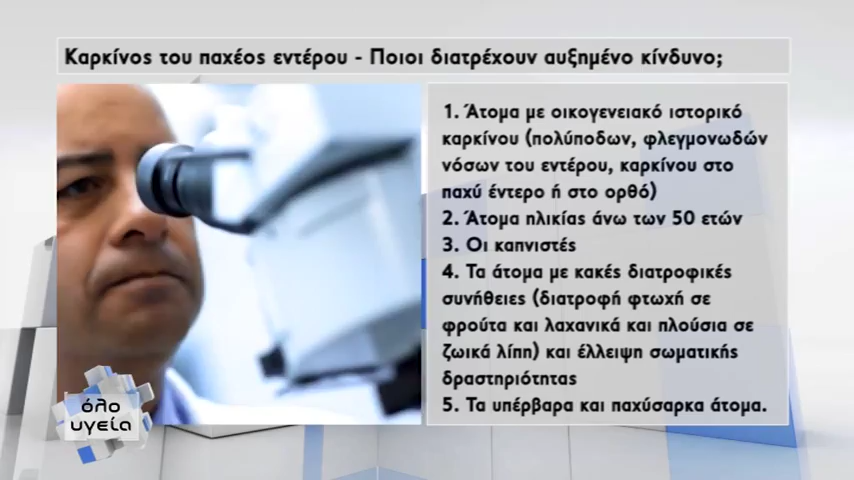 Καρκίνος του παχέος εντέρου - Ποιοι διατρέχουν αυξημένο κίνδυνο;
1. Άτομα με οικογενειακό ιστορικό
καρκίνου (πολύποδων, φλεγμονωδών
νόσων του εντέρου, καρκίνου στο
παχύ έντερο ή στο ορθό)
2. Άτομα ηλικίας άνω των 50 ετών
3. Οι καπνιστές
4. Τα άτομα με κακές διατροφικές
συνήθειες (διατροφή φτωχή σε
φρούτα και λαχανικά και πλούσια σε
ζωικά λίπη) και έλλειψη σωματικής
δραστηριότητας
5. Τα υπέρβαρα και παχύσαρκα άτομα.
όλο
υγεία